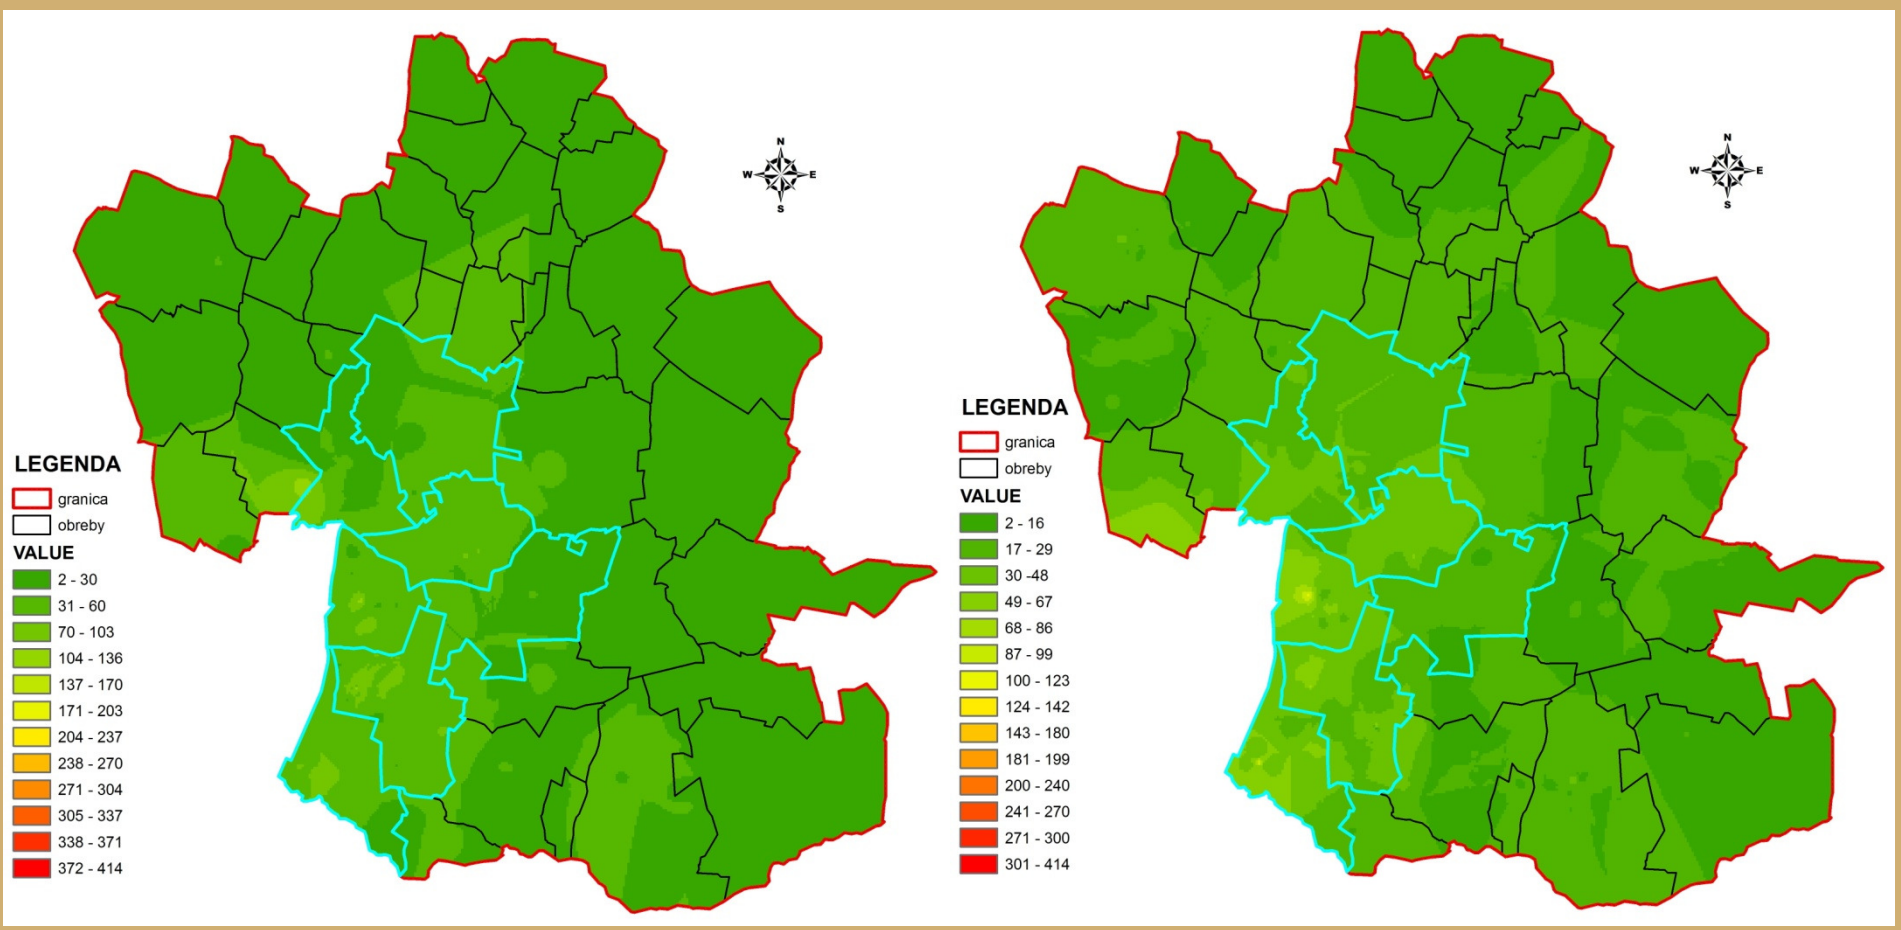 N
W E
S
LEGENDA
granica
obreby
VALUE
2 - 30
31 - 60
70 - 103
104 - 136
137 - 170
171 - 203
204 - 237
238 - 270
271 - 304
305 - 337
338 - 371
372 - 414
N
W E
S
LEGENDA
granica
obreby
VALUE
2 - 16
17 - 29
30 -48
49 - 67
68 - 86
87 - 99
100 - 123
124 - 142
143 - 180
181 - 199
200 - 240
241 - 270
271 - 300
301 - 414